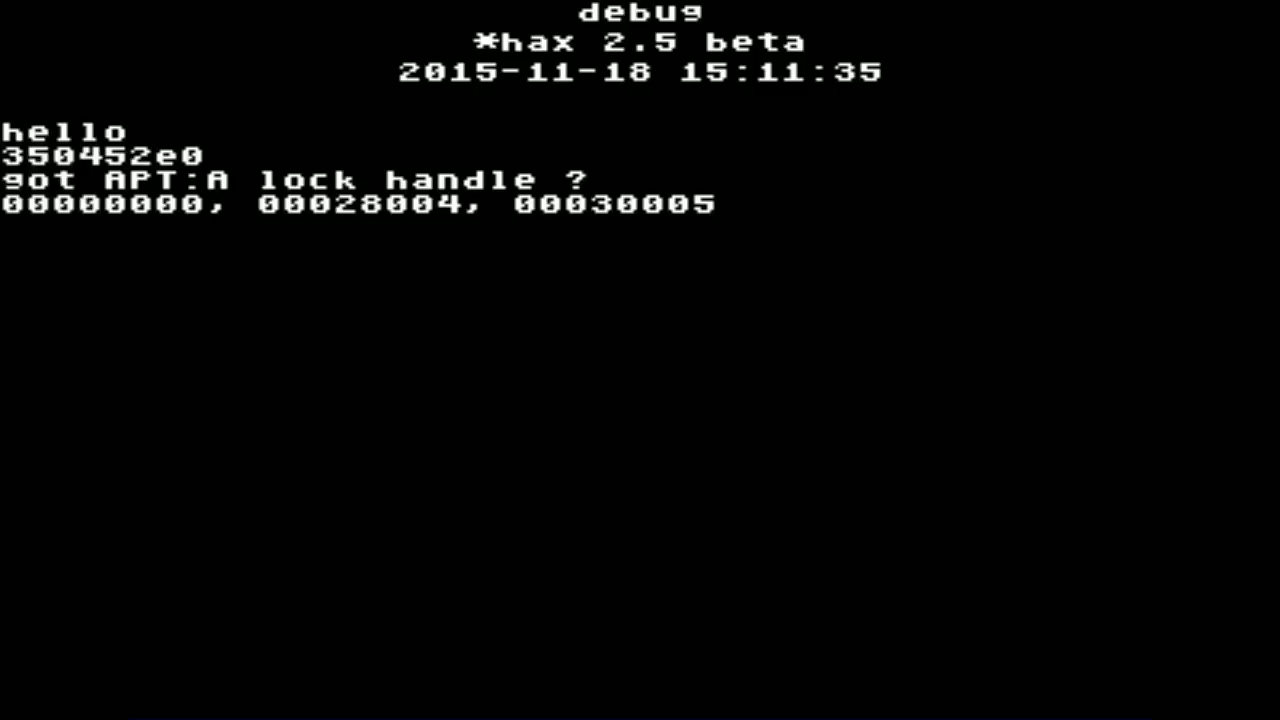 debug
*hax 2.5 beta
2015-11-18 15:11:35
hello
350452e0
got APT:A lock handle ?
00000000, 00028004, 00030005